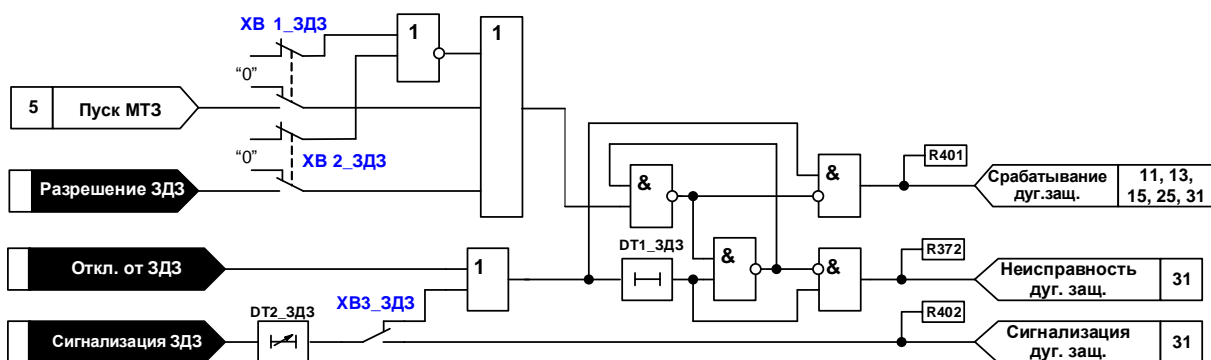 ХВ 1_ЗДЗ
1
1
“0”
5 Пуск МТЗ
“0”
ХВ 2_ЗДЗ
Разрешение ЗДЗ
&
&
R401
Срабатывание
дуг.защ.
11, 13,
15, 25, 31
Откл. от ЗДЗ
1
DT1_ЗДЗ
&
&
R372
Неисправность
дуг. защ.
31
ХВ3_ЗДЗ
DT2_ЗДЗ
Сигнализация ЗДЗ
R402
Сигнализация
дуг. защ.
31